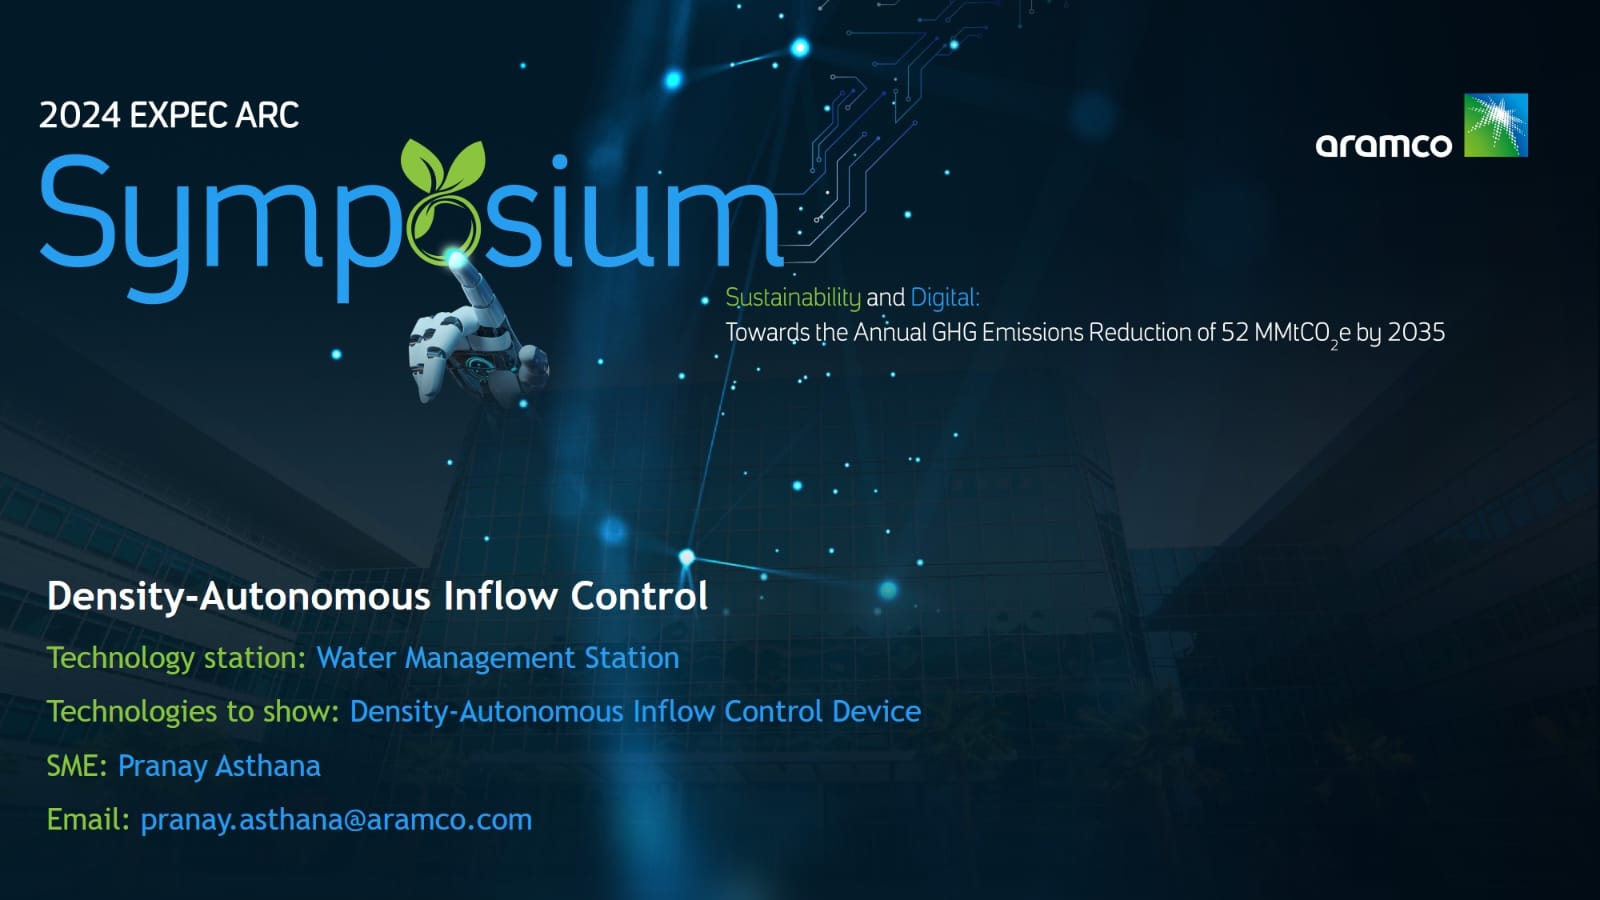 2024 EXPEC ARC
Symposium
aramco
Sustainability and Digital:
Towards the Annual GHG Emissions Reduction of 52 MMtCO₂e by 2035
Density-Autonomous Inflow Control
Technology station: Water Management Station
Technologies to show: Density-Autonomous Inflow Control Device
SME: Pranay Asthana
Email: pranay.asthana@aramco.com